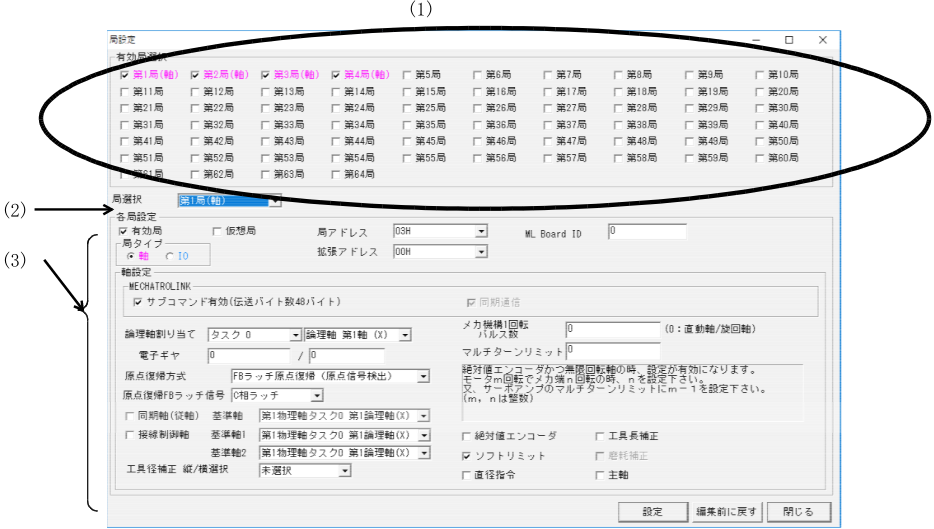 (1)
局設定
有効局選択
第1局(軸) 第2局(軸) 第3局(軸) 第4局(軸) 第5局 第6局 第7局 第8局 第9局 第10局
第11局 第12局 第13局 第14局 第15局 第16局 第17局 第18局 第19局 第20局
第21局 第22局 第23局 第24局 第25局 第26局 第27局 第28局 第29局 第30局
第31局 第32局 第33局 第34局 第35局 第36局 第37局 第38局 第39局 第40局
第41局 第42局 第43局 第44局 第45局 第46局 第47局 第48局 第49局 第50局
第51局 第52局 第53局 第54局 第55局 第56局 第57局 第58局 第59局 第60局
第61局 第62局 第63局 第64局
(2)
局選択 第1局(軸)
(3)
各局設定
有効局 仮想局 局アドレス 03H ML Board ID 0
局タイプ
軸 IO 拡張アドレス 00H
軸設定
MECHATROLINK
サブコマンド有効(伝送バイト数48バイト) 同期通信
論理軸割り当て タスク 0 論理軸 第1軸 (X)
メカ機構1回転
パルス数 0 (0:直動軸/旋回軸)
電子ギヤ 0 / 0
マルチターンリミット 0
原点復帰方式 FBラッチ原点復帰(原点信号検出)
絶対値エンコーダかつ無限回転軸の時、設定が有効になります。
モータm回転でメカ端n回転の時、nを設定下さい。
又、サーボアンプのマルチターンリミットにm-1を設定下さい。
(m,nは整数)
原点復帰FBラッチ信号 C相ラッチ
同期軸(従軸) 基準軸 第1物理軸タスク0 第1論理軸(X)
接線制御軸 基準軸1 第1物理軸タスク0 第1論理軸(X)
基準軸2 第1物理軸タスク0 第1論理軸(X)
工具径補正 縦/横選択 未選択
絶対値エンコーダ 工具長補正
ソフトリミット 磨耗補正
直径指令 主軸
設定 編集前に戻す 閉じる